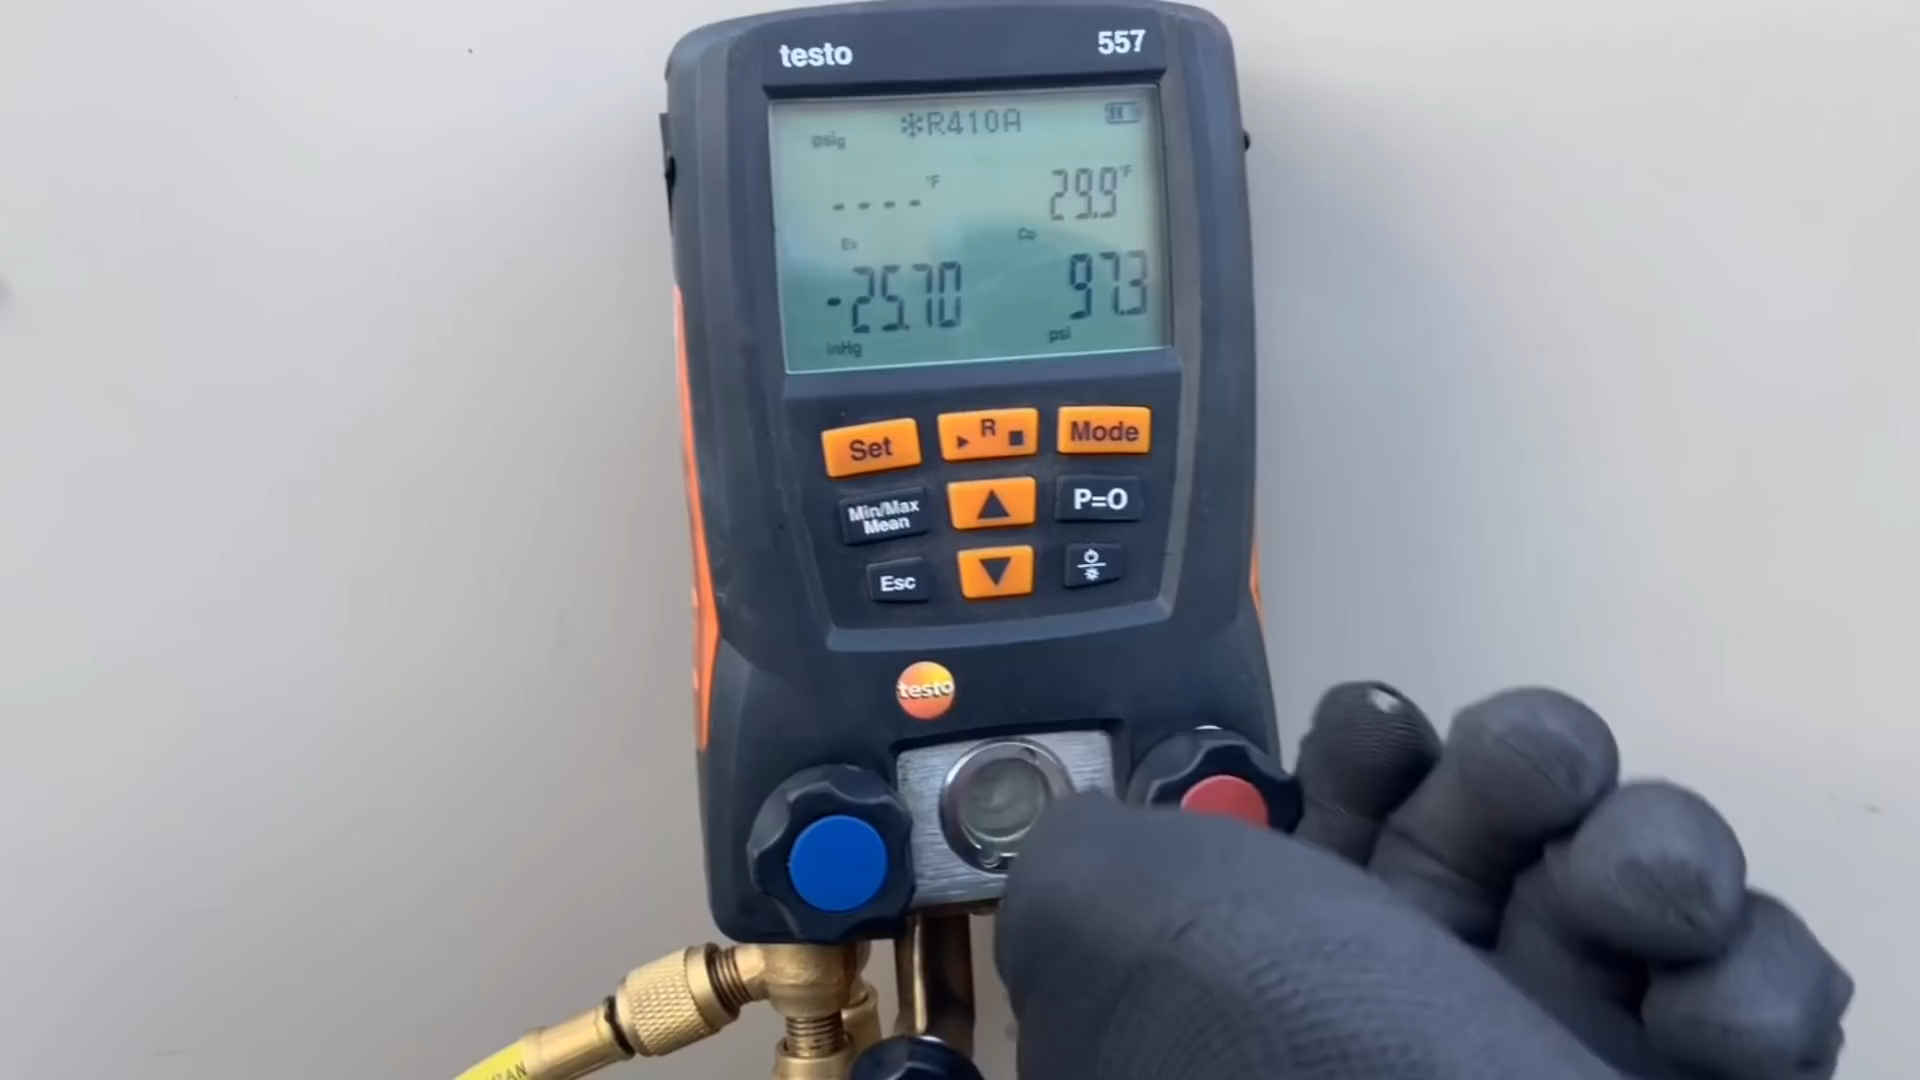 testo 557
❄R410A
psig
---- °F 29.9 °F
Ev Co
-25.70 97.3
inHg psi
Set ▶ R ■ Mode
Min/Max
Mean
▲ P=O
Esc ▼
testo